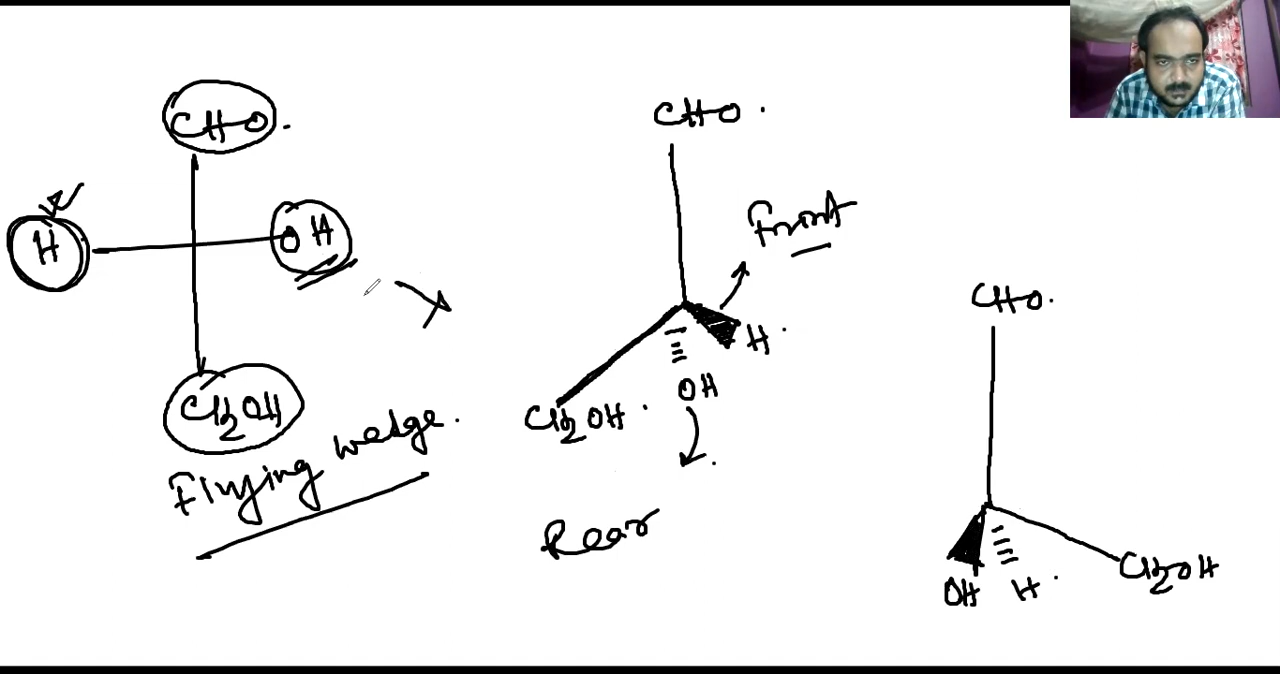 CHO.
H
OH
CH2OH
Flying wedge.
CHO.
Front
H.
OH
CH2OH.
Rear
CHO.
OH
H.
CH2OH